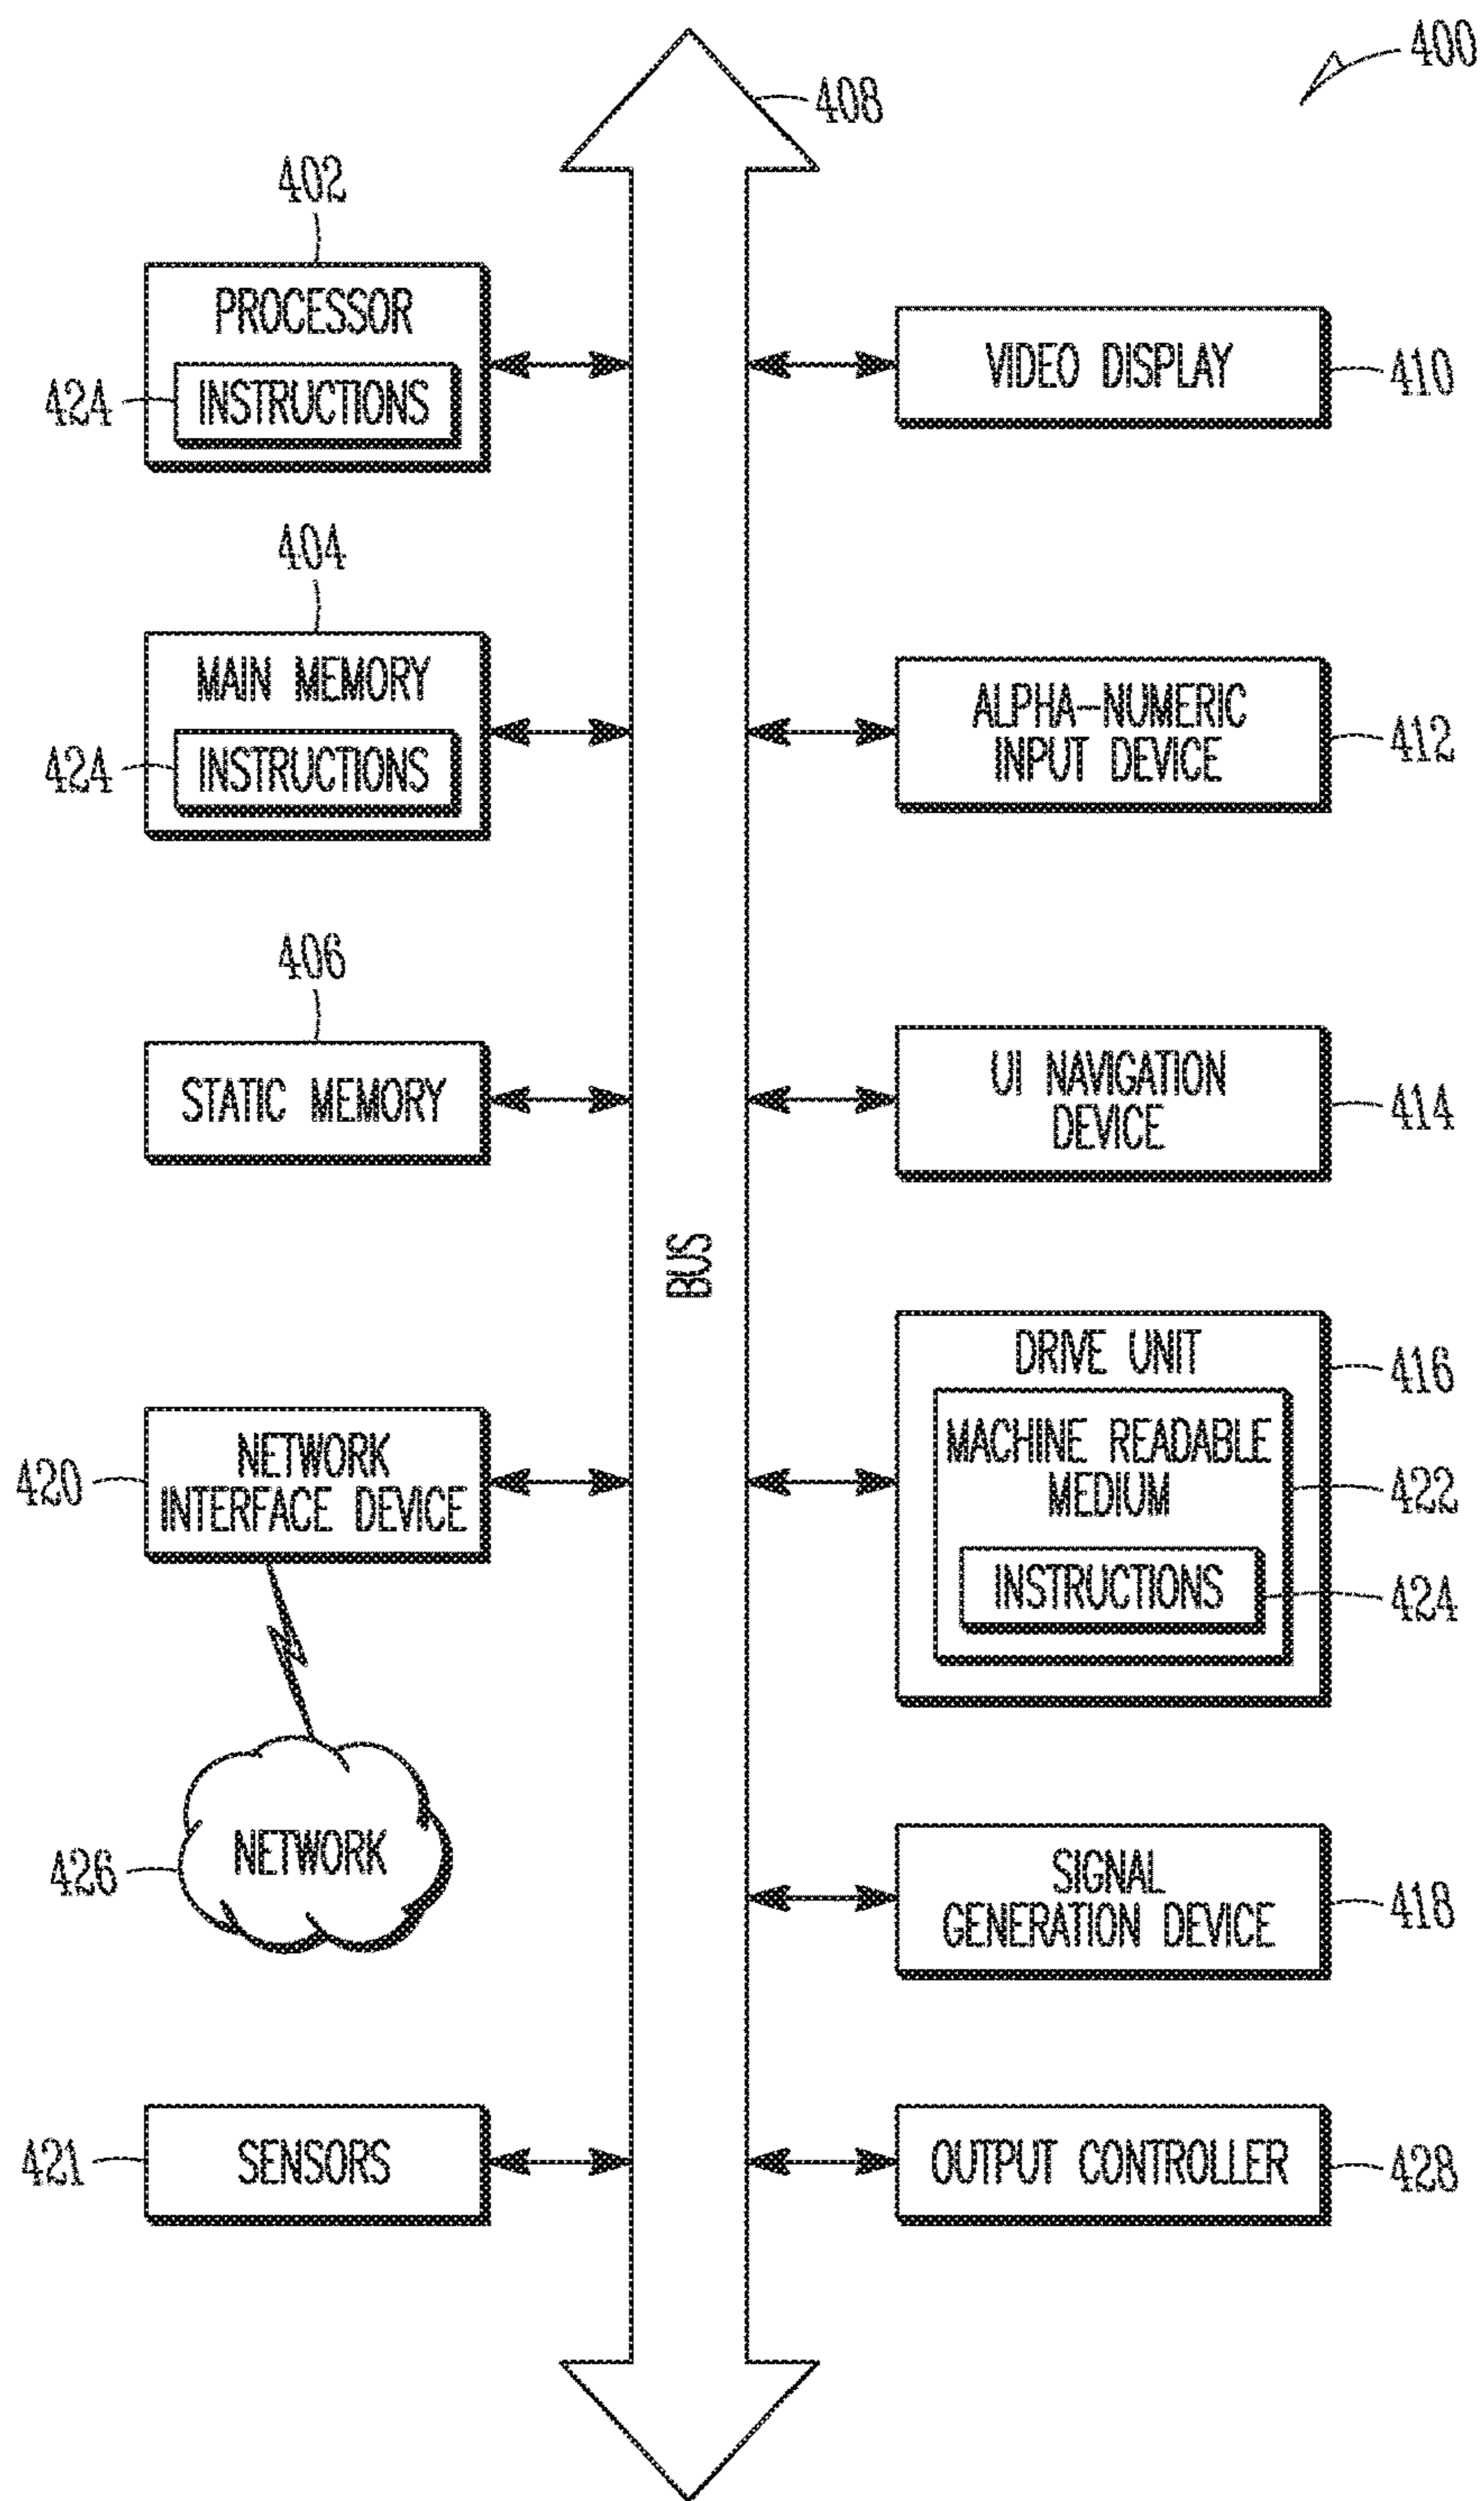 400
408
402
PROCESSOR
424
INSTRUCTIONS
404
MAIN MEMORY
424
INSTRUCTIONS
406
STATIC MEMORY
420
NETWORK
INTERFACE DEVICE
426
NETWORK
421
SENSORS
BUS
VIDEO DISPLAY
410
ALPHA-NUMERIC
INPUT DEVICE
412
UI NAVIGATION
DEVICE
414
DRIVE UNIT
416
MACHINE READABLE
MEDIUM
422
INSTRUCTIONS
424
SIGNAL
GENERATION DEVICE
418
OUTPUT CONTROLLER
428